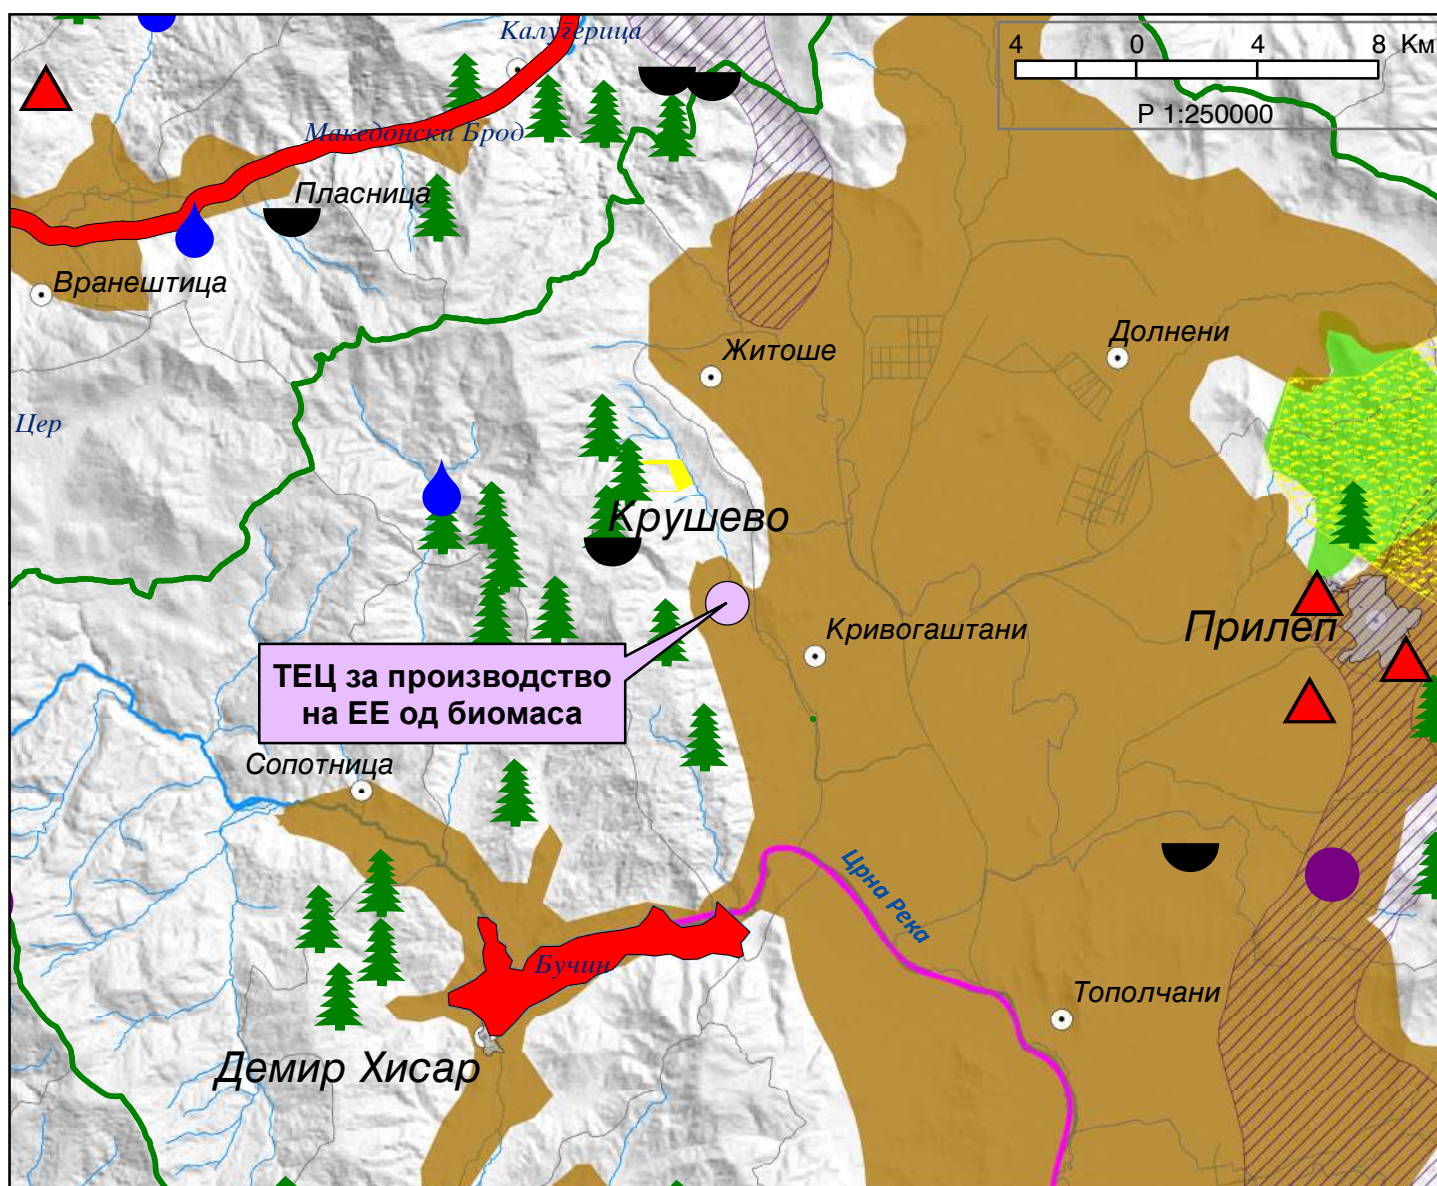 Калугерица
4 0 4 8 Км
Р 1:250000
Македонски Брод
Пласница
Вранештица
Житоше
Долнени
Цер
Крушево
Кривогаштани
Прилеп
ТЕЦ за производство
на ЕЕ од биомаса
Сопотница
Црна Река
Бучин
Тополчани
Демир Хисар